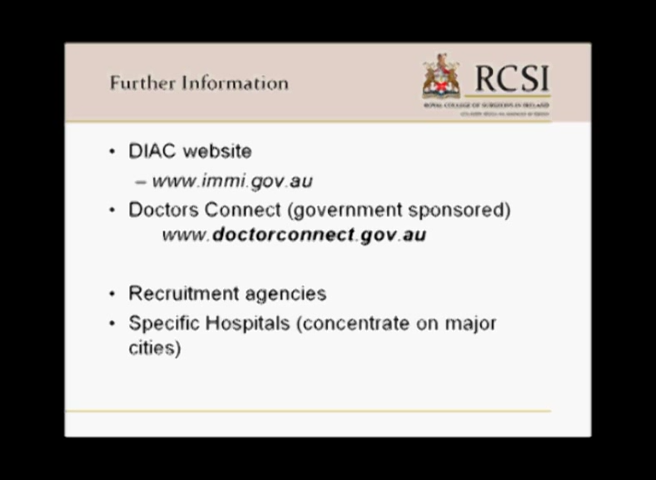 Further Information
RCSI
ROYAL COLLEGE OF SURGEONS IN IRELAND
• DIAC website
– www.immi.gov.au
• Doctors Connect (government sponsored)
www.doctorconnect.gov.au
• Recruitment agencies
• Specific Hospitals (concentrate on major
cities)